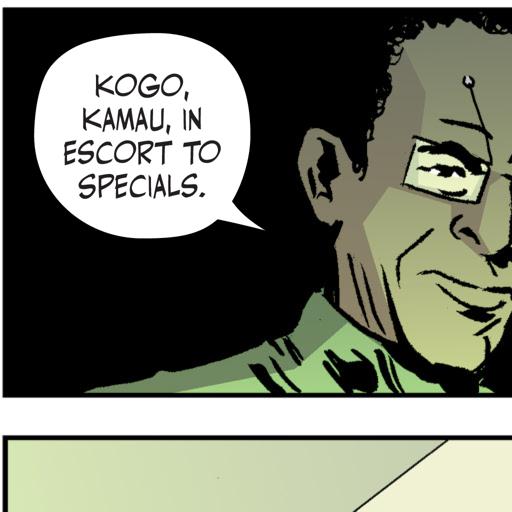 KOGO,
KAMAU, IN
ESCORT TO
SPECIALS.